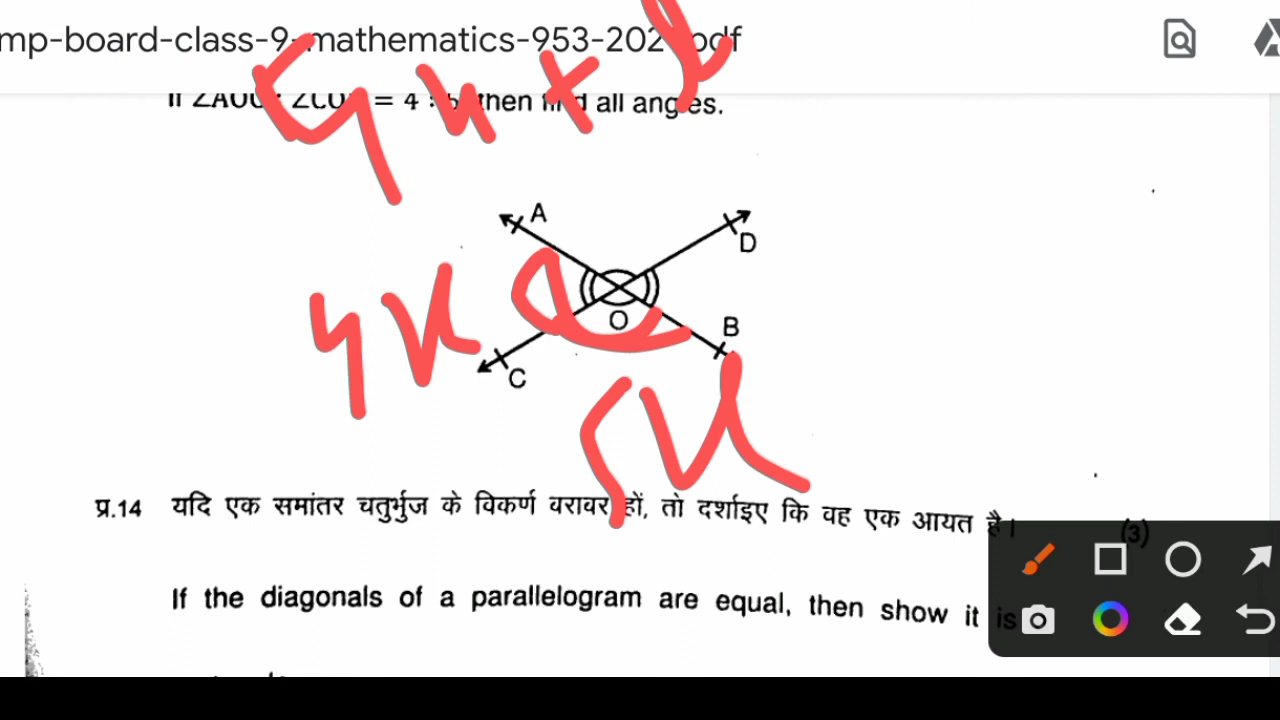 mp-board-class-9-mathematics-953-202 pdf
If ∠AOC : ∠COB = 4 : 5, then find all angles.
4x +
A
D
4x
O
B
C
5x
प्र.14 यदि एक समांतर चतुर्भुज के विकर्ण बराबर हों, तो दर्शाइए कि वह एक आयत है। (3)
If the diagonals of a parallelogram are equal, then show it is